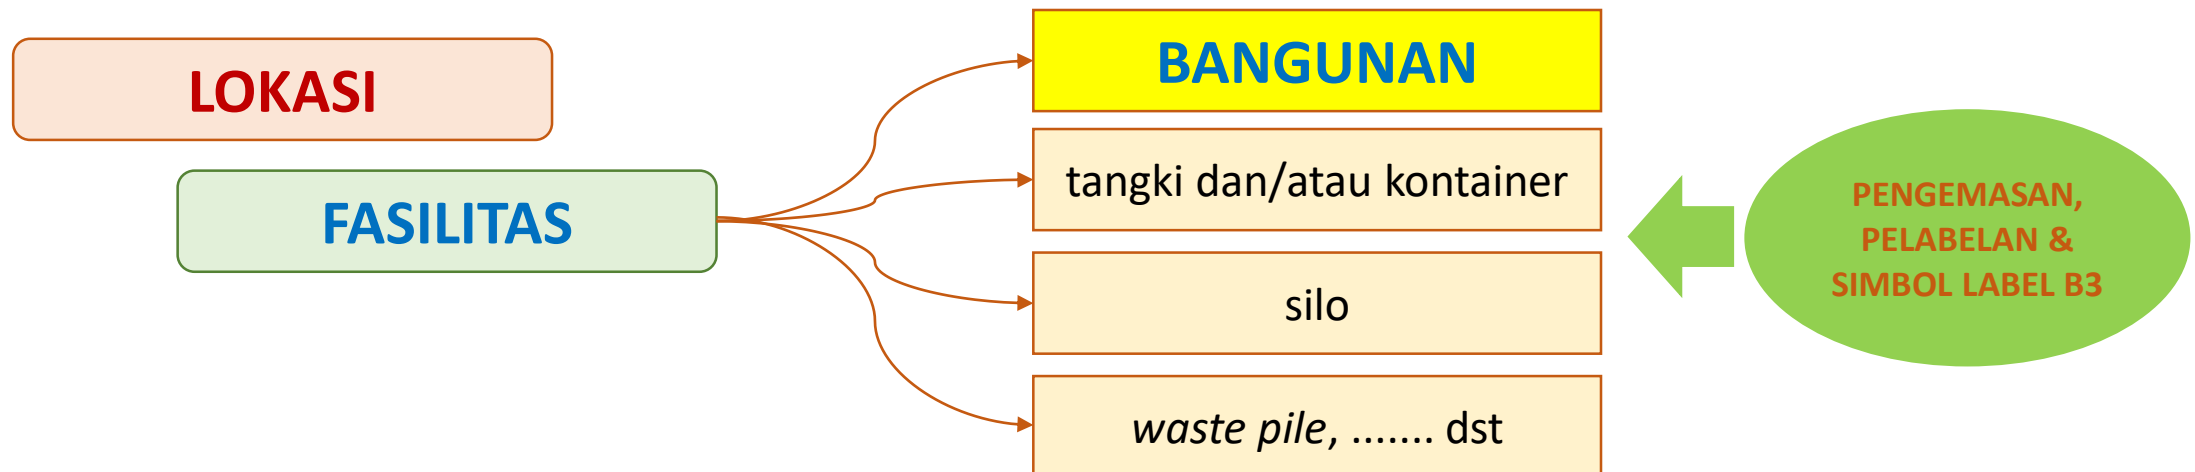 LOKASI
FASILITAS
BANGUNAN
tangki dan/atau kontainer
silo
waste pile, ....... dst
PENGEMASAN,
PELABELAN &
SIMBOL LABEL B3